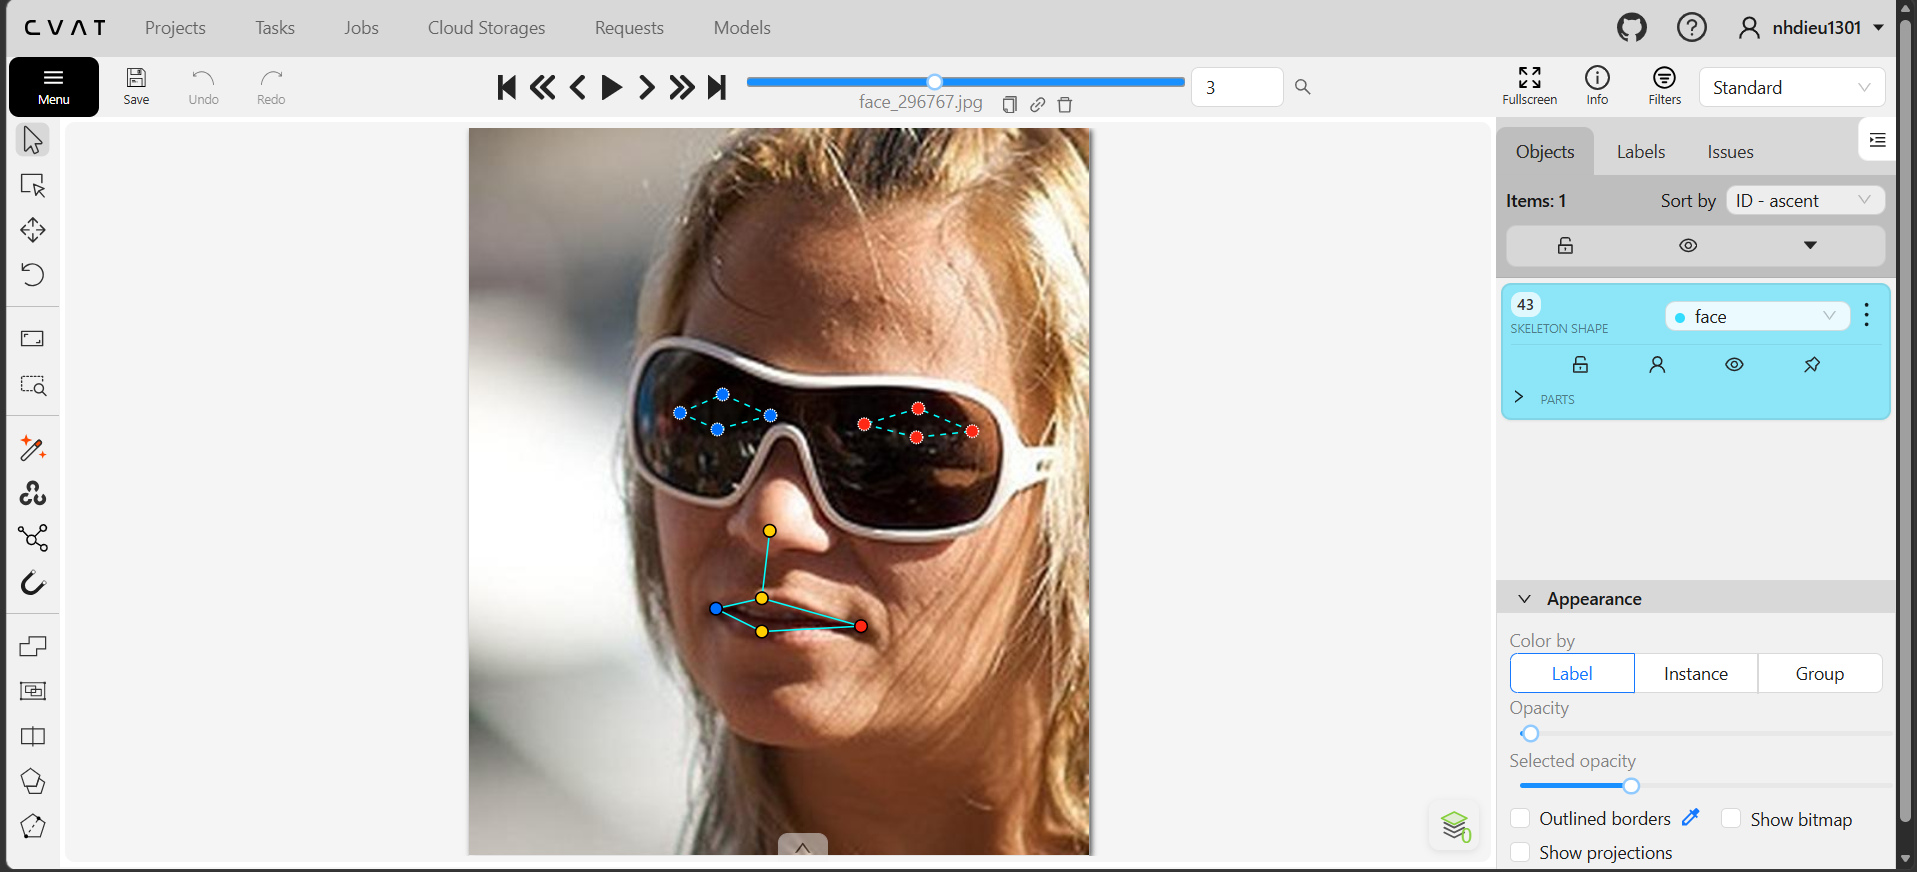 CVAT Projects Tasks Jobs Cloud Storages Requests Models nhdieu1301
Menu Save Undo Redo face_296767.jpg 3 Fullscreen Info Filters Standard
Objects Labels Issues
Items: 1 Sort by ID - ascent
43
SKELETON SHAPE face
PARTS
Appearance
Color by
Label Instance Group
Opacity
Selected opacity
Outlined borders Show bitmap
Show projections
0